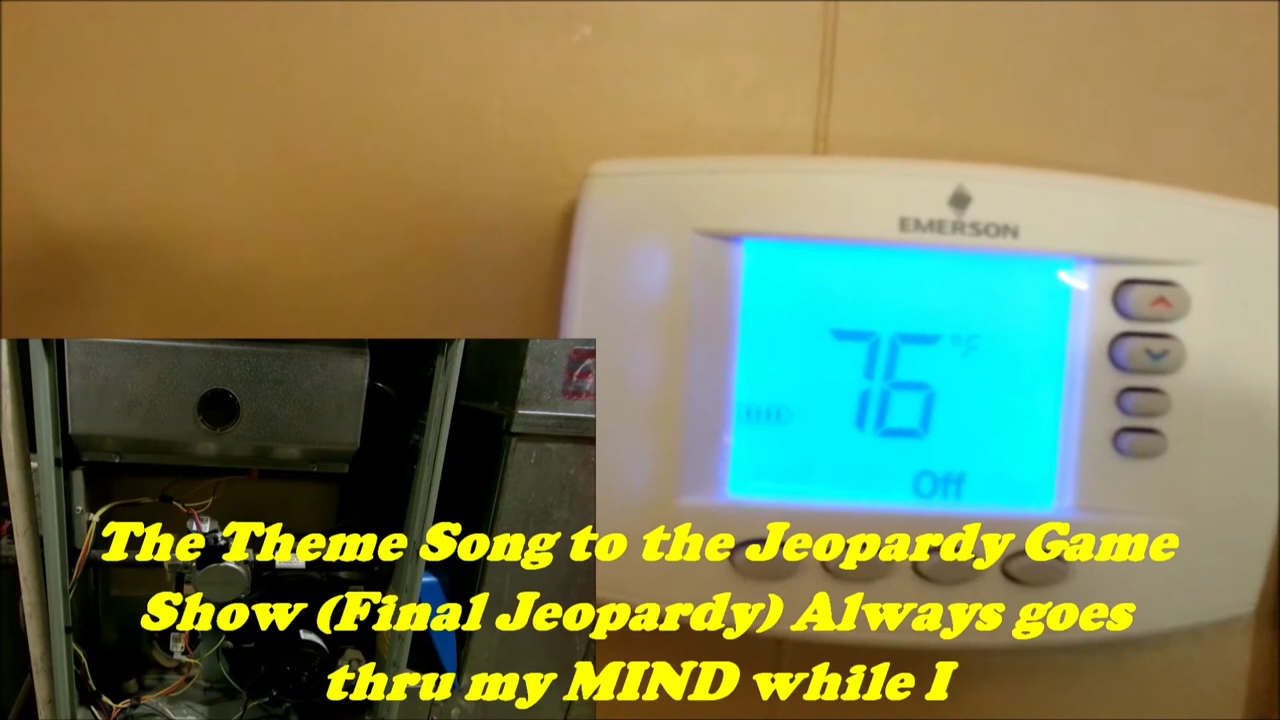 EMERSON
76 °F
Off
The Theme Song to the Jeopardy Game
Show (Final Jeopardy) Always goes
thru my MIND while I